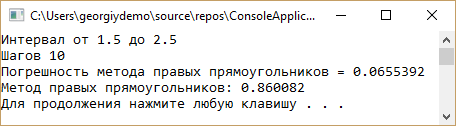 C:\Users\georgiydemo\source\repos\ConsoleApplic...
Интервал от 1.5 до 2.5
Шагов 10
Погрешность метода правых прямоугольников = 0.0655392
Метод правых прямоугольников: 0.860082
Для продолжения нажмите любую клавишу . . .